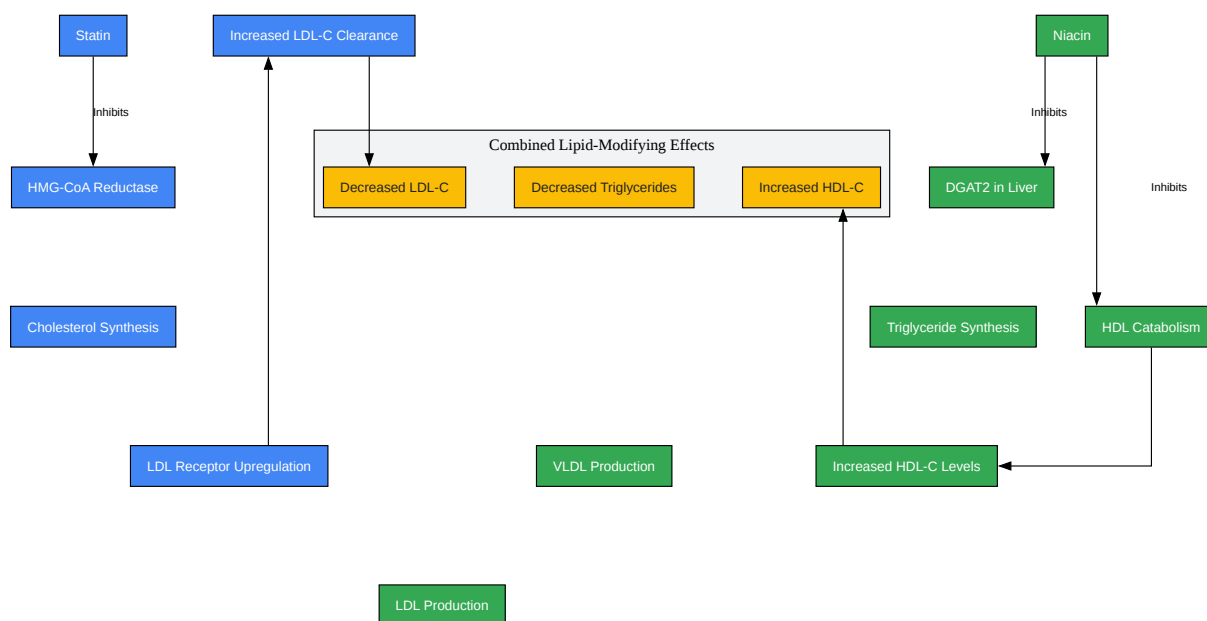 Statin
Increased LDL-C Clearance
Niacin
Inhibits
Inhibits
Combined Lipid-Modifying Effects
HMG-CoA Reductase
Decreased LDL-C
Decreased Triglycerides
Increased HDL-C
DGAT2 in Liver
Inhibits
Cholesterol Synthesis
Triglyceride Synthesis
HDL Catabolism
LDL Receptor Upregulation
VLDL Production
Increased HDL-C Levels
LDL Production